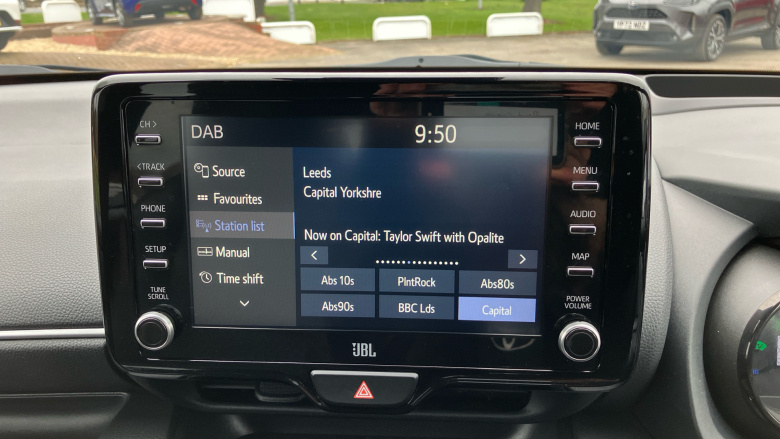 DAB
9:50
CH >
< TRACK
PHONE
SETUP
TUNE
SCROLL
Source
Favourites
Station list
Manual
Time shift
Leeds
Capital Yorkshire
Now on Capital: Taylor Swift with Opalite
< >
Abs 10s PlntRock Abs80s
Abs90s BBC Lds Capital
HOME
MENU
AUDIO
MAP
POWER
VOLUME
JBL